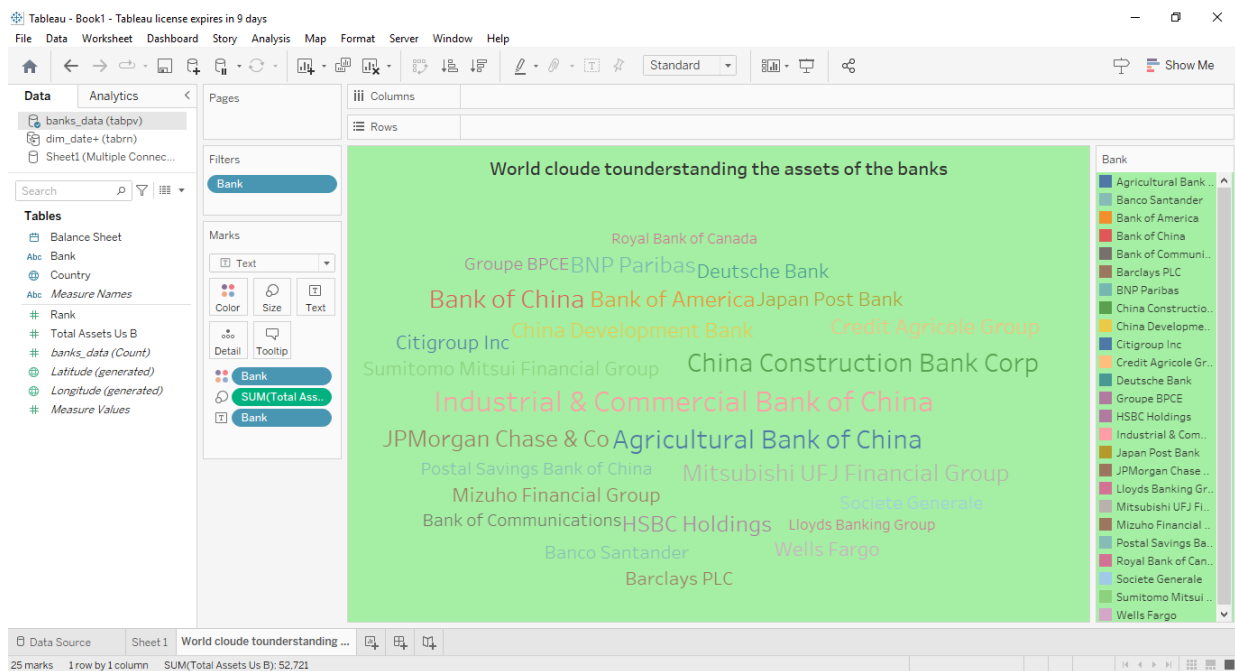 Tableau - Book1 - Tableau license expires in 9 days
File Data Worksheet Dashboard Story Analysis Map Format Server Window Help
Standard
Show Me
Data Analytics
banks_data (tabpv)
dim_date+ (tabrn)
Sheet1 (Multiple Connec...
Search
Tables
Balance Sheet
Abc Bank
Country
Abc Measure Names
# Rank
# Total Assets Us B
# banks_data (Count)
Latitude (generated)
Longitude (generated)
# Measure Values
Pages
Filters
Bank
Marks
T Text
Color Size Text
Detail Tooltip
Bank
SUM(Total Ass..
Bank
Columns
Rows
World cloude tounderstanding the assets of the banks
Royal Bank of Canada
Groupe BPCE BNP Paribas Deutsche Bank
Bank of China Bank of America Japan Post Bank
China Development Bank Credit Agricole Group
Citigroup Inc
Sumitomo Mitsui Financial Group China Construction Bank Corp
Industrial & Commercial Bank of China
JPMorgan Chase & Co Agricultural Bank of China
Postal Savings Bank of China Mitsubishi UFJ Financial Group
Mizuho Financial Group Societe Generale
Bank of Communications HSBC Holdings Lloyds Banking Group
Banco Santander Wells Fargo
Barclays PLC
Bank
Agricultural Bank ..
Banco Santander
Bank of America
Bank of China
Bank of Communi..
Barclays PLC
BNP Paribas
China Constructio..
China Developme..
Citigroup Inc
Credit Agricole Gr..
Deutsche Bank
Groupe BPCE
HSBC Holdings
Industrial & Com..
Japan Post Bank
JPMorgan Chase ..
Lloyds Banking Gr..
Mitsubishi UFJ Fi..
Mizuho Financial ..
Postal Savings Ba..
Royal Bank of Can..
Societe Generale
Sumitomo Mitsui ..
Wells Fargo
Data Source Sheet 1 World cloude tounderstanding ...
25 marks 1 row by 1 column SUM(Total Assets Us B): 52,721